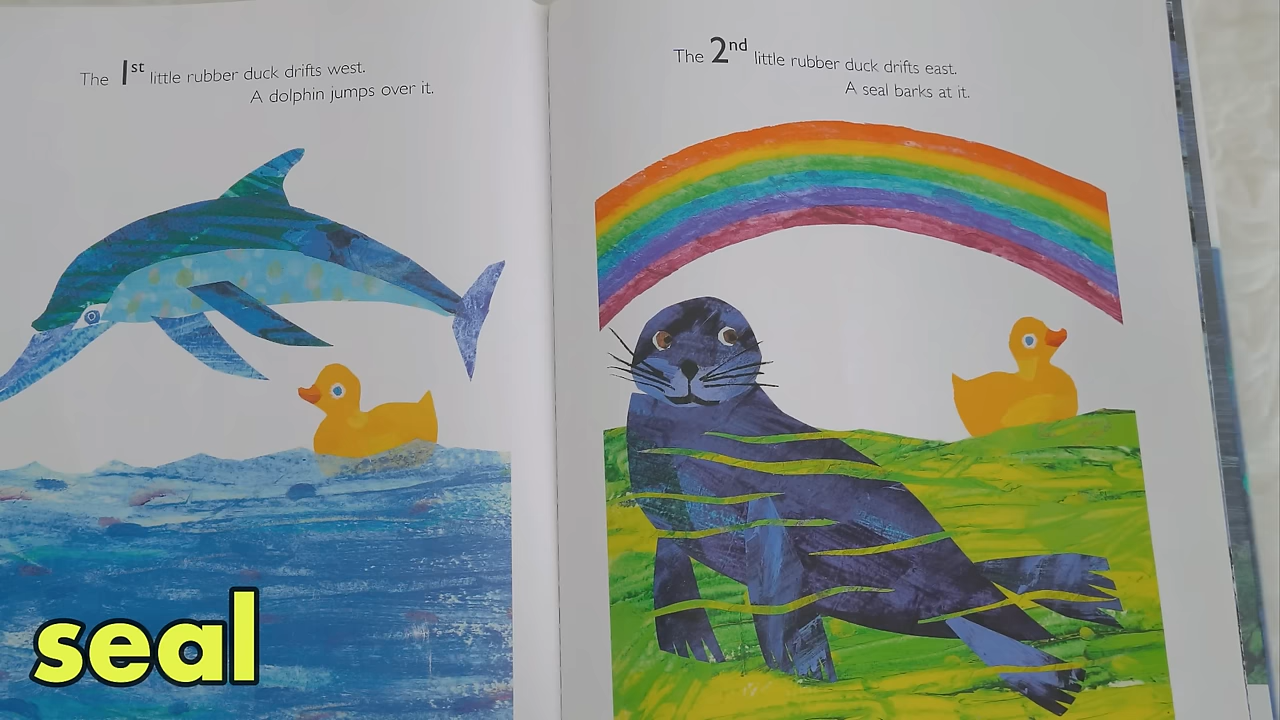 The 1st little rubber duck drifts west.
A dolphin jumps over it.
The 2nd little rubber duck drifts east.
A seal barks at it.
seal